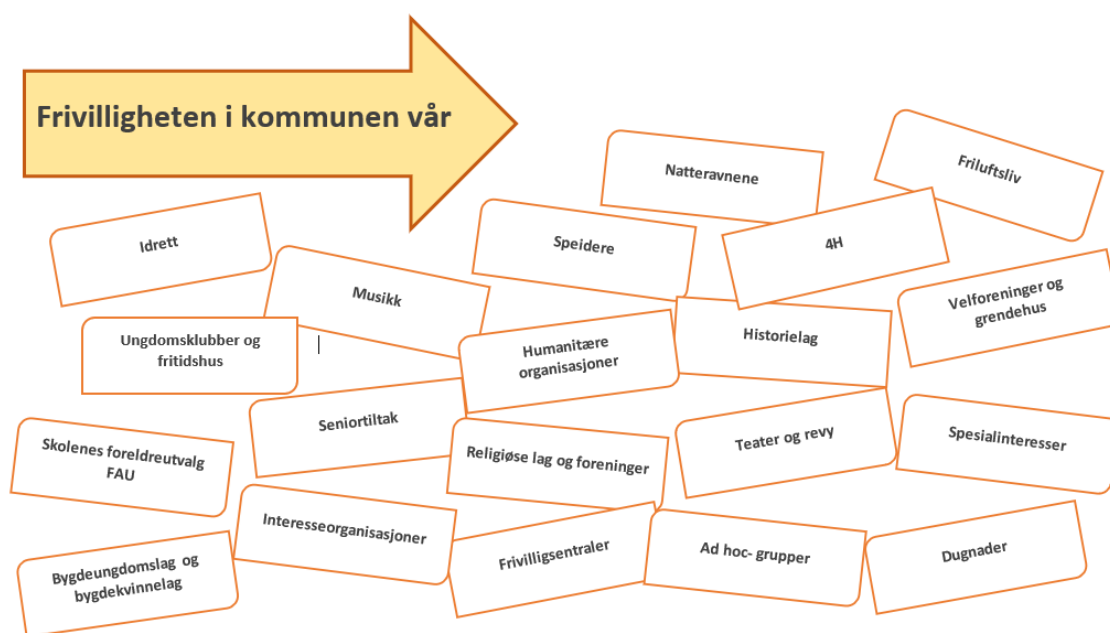 Frivilligheten i kommunen vår
Natteravnene
Friluftsliv
Idrett
Speidere
4H
Musikk
Velforeninger og
grendehus
Ungdomsklubber og
fritidshus
Humanitære
organisasjoner
Historielag
Seniortiltak
Teater og revy
Spesialinteresser
Skolenes foreldreutvalg
FAU
Religiøse lag og foreninger
Interesseorganisasjoner
Frivilligsentraler
Ad hoc- grupper
Dugnader
Bygdeungdomslag og
bygdekvinnelag